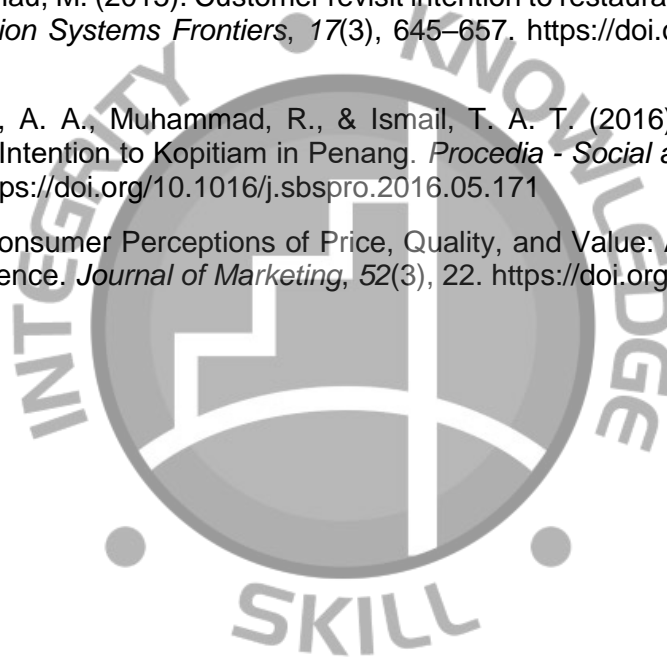 nad, M. (2015). Customer revisit intention to restaura
ion Systems Frontiers, 17(3), 645–657. https://doi.o
, A. A., Muhammad, R., & Ismail, T. A. T. (2016)
Intention to Kopitiam in Penang. Procedia - Social a
ps://doi.org/10.1016/j.sbspro.2016.05.171
onsumer Perceptions of Price, Quality, and Value: A
ence. Journal of Marketing, 52(3), 22. https://doi.org
INTEGRITY
KNOWLEDGE
SKILL